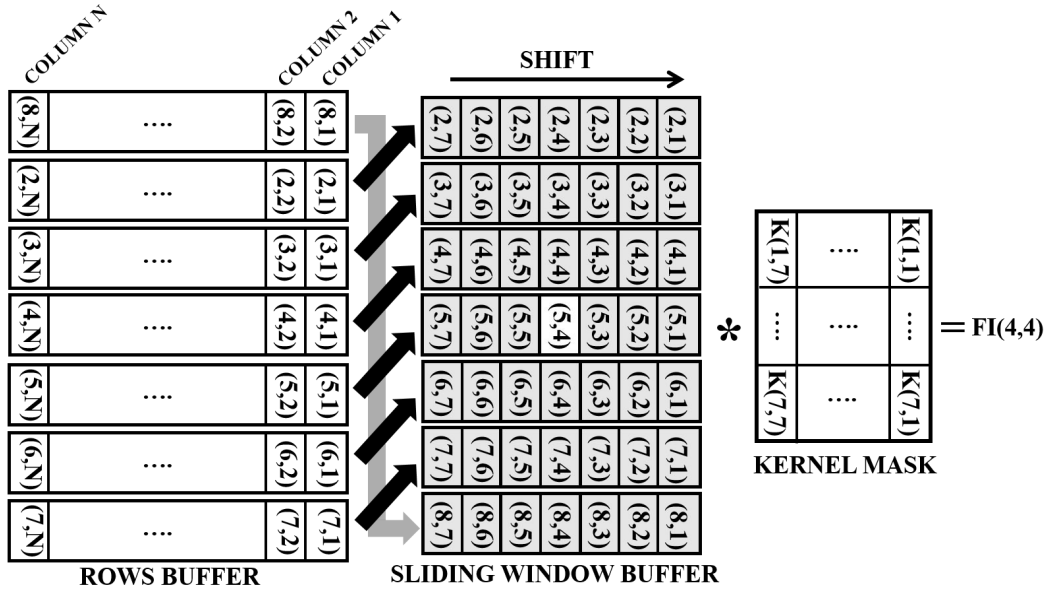 COLUMN N
COLUMN 2
COLUMN 1
SHIFT
(8,N) .... (8,2) (8,1)
(2,N) .... (2,2) (2,1)
(3,N) .... (3,2) (3,1)
(4,N) .... (4,2) (4,1)
(5,N) .... (5,2) (5,1)
(6,N) .... (6,2) (6,1)
(7,N) .... (7,2) (7,1)
ROWS BUFFER
(2,7) (2,6) (2,5) (2,4) (2,3) (2,2) (2,1)
(3,7) (3,6) (3,5) (3,4) (3,3) (3,2) (3,1)
(4,7) (4,6) (4,5) (4,4) (4,3) (4,2) (4,1)
(5,7) (5,6) (5,5) (5,4) (5,3) (5,2) (5,1)
(6,7) (6,6) (6,5) (6,4) (6,3) (6,2) (6,1)
(7,7) (7,6) (7,5) (7,4) (7,3) (7,2) (7,1)
(8,7) (8,6) (8,5) (8,4) (8,3) (8,2) (8,1)
SLIDING WINDOW BUFFER
*
K(1,7) .... K(1,1)
.... .... ....
K(7,7) .... K(7,1)
KERNEL MASK
= FI(4,4)